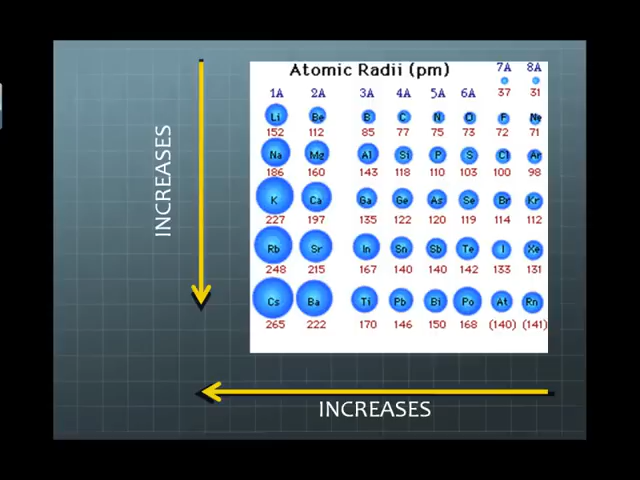 Atomic Radii (pm)
7A 8A
37 31
1A 2A 3A 4A 5A 6A
Li Be B C N O F Ne
152 112 85 77 75 73 72 71
Na Mg Al Si P S Cl Ar
186 160 143 118 110 103 100 98
K Ca Ga Ge As Se Br Kr
227 197 135 122 120 119 114 112
Rb Sr In Sn Sb Te I Xe
248 215 167 140 140 142 133 131
Cs Ba Ti Pb Bi Po At Rn
265 222 170 146 150 168 (140) (141)
INCREASES
INCREASES